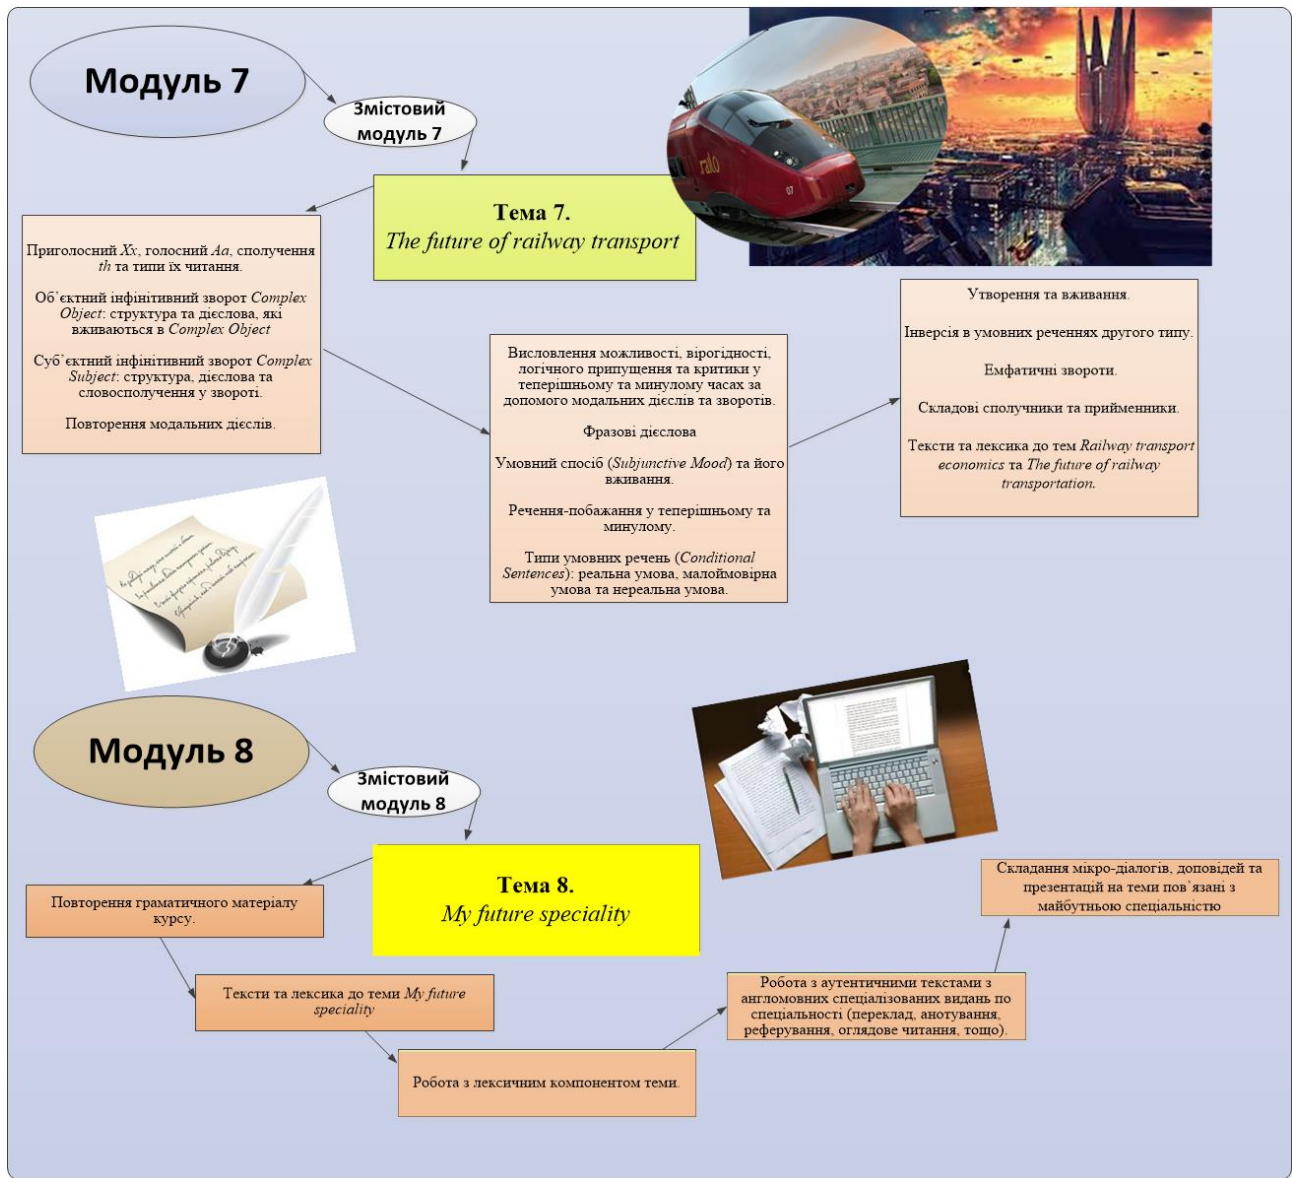 Модуль 7
Змістовий
модуль 7
Тема 7.
The future of railway transport
italo
07
Приголосний Xx, голосний Aa, сполучення
th та типи їх читання.
Об`єктний інфінітивний зворот Complex
Object: структура та дієслова, які
вживаються в Complex Object
Суб`єктний інфінітивний зворот Complex
Subject: структура, дієслова та
словосполучення у звороті.
Повторення модальних дієслів.
Висловлення можливості, вірогідності,
логічного припущення та критики у
теперішньому та минулому часах за
допомого модальних дієслів та зворотів.
Фразові дієслова
Умовний спосіб (Subjunctive Mood) та його
вживання.
Речення-побажання у теперішньому та
минулому.
Типи умовних речень (Conditional
Sentences): реальна умова, малоймовірна
умова та нереальна умова.
Утворення та вживання.
Інверсія в умовних реченнях другого типу.
Емфатичні звороти.
Складові сполучники та прийменники.
Тексти та лексика до тем Railway transport
economics та The future of railway
transportation.
Модуль 8
Змістовий
модуль 8
Тема 8.
My future speciality
Повторення граматичного матеріалу
курсу.
Тексти та лексика до теми My future
speciality
Робота з лексичним компонентом теми.
Робота з аутентичними текстами з
англомовних спеціалізованих видань по
спеціальності (переклад, анотування,
реферування, оглядове читання, тощо).
Складання мікро-діалогів, доповідей та
презентацій на теми пов`язані з
майбутньою спеціальністю